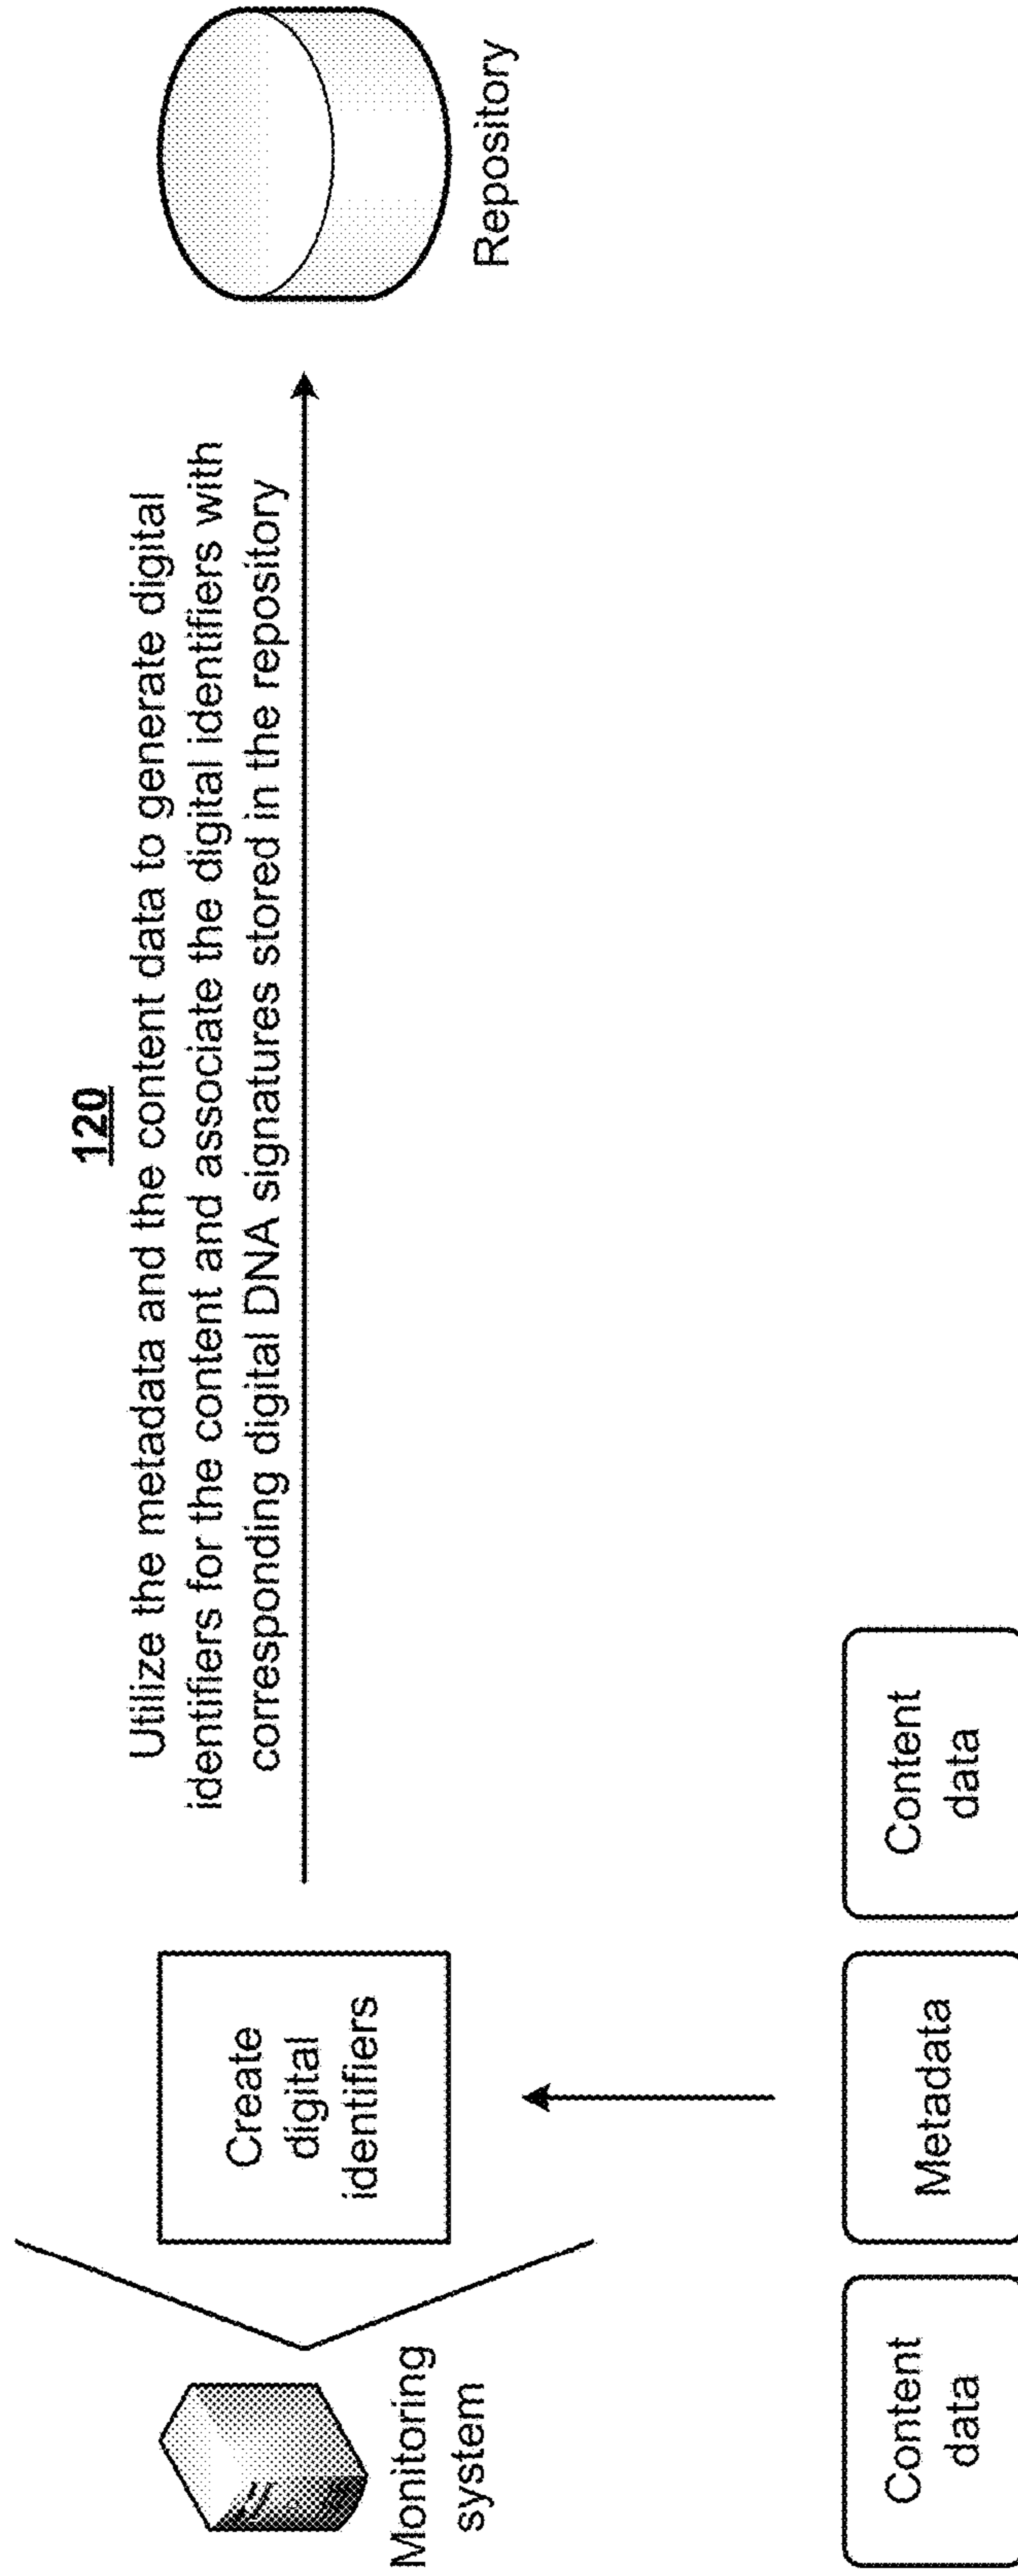 120
Utilize the metadata and the content data to generate digital
identifiers for the content and associate the digital identifiers with
corresponding digital DNA signatures stored in the repository
Monitoring
system
Create
digital
identifiers
Repository
Content
data
Metadata
Content
data